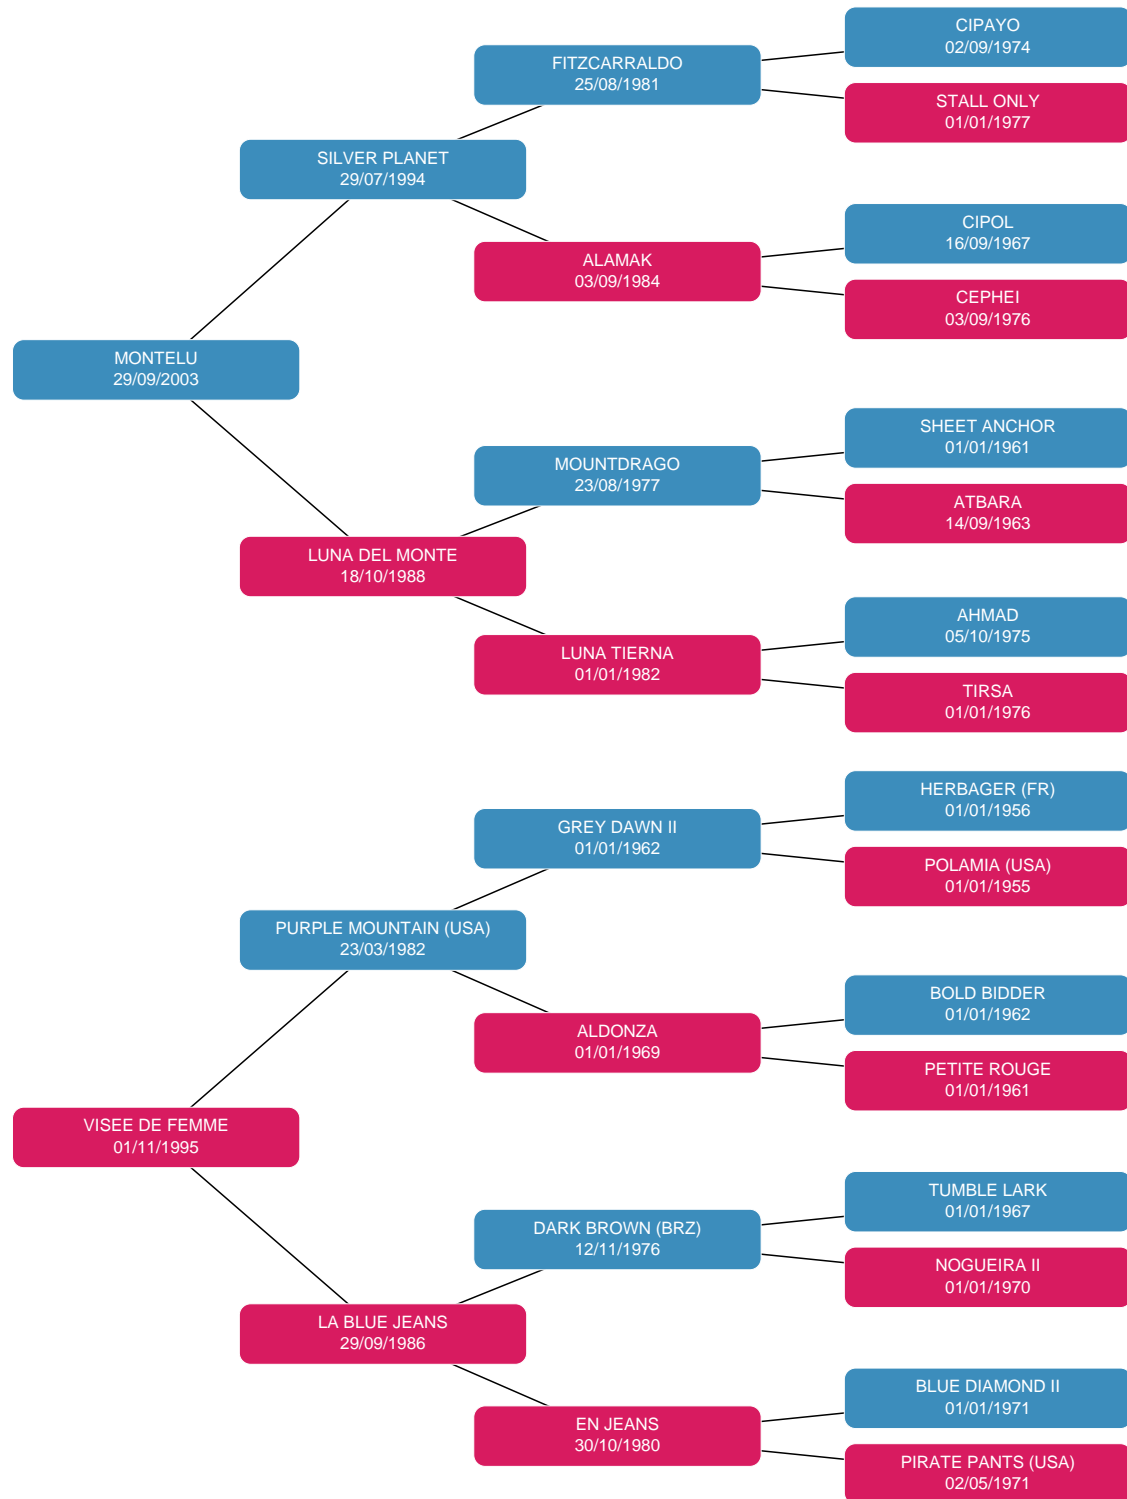 CIPAYO
02/09/1974
FITZCARRALDO
25/08/1981
STALL ONLY
01/01/1977
SILVER PLANET
29/07/1994
CIPOL
16/09/1967
ALAMAK
03/09/1984
CEPHEI
03/09/1976
MONTELU
29/09/2003
SHEET ANCHOR
01/01/1961
MOUNTDRAGO
23/08/1977
ATBARA
14/09/1963
LUNA DEL MONTE
18/10/1988
AHMAD
05/10/1975
LUNA TIERNA
01/01/1982
TIRSA
01/01/1976
HERBAGER (FR)
01/01/1956
GREY DAWN II
01/01/1962
POLAMIA (USA)
01/01/1955
PURPLE MOUNTAIN (USA)
23/03/1982
BOLD BIDDER
01/01/1962
ALDONZA
01/01/1969
PETITE ROUGE
01/01/1961
VISEE DE FEMME
01/11/1995
TUMBLE LARK
01/01/1967
DARK BROWN (BRZ)
12/11/1976
NOGUEIRA II
01/01/1970
LA BLUE JEANS
29/09/1986
BLUE DIAMOND II
01/01/1971
EN JEANS
30/10/1980
PIRATE PANTS (USA)
02/05/1971